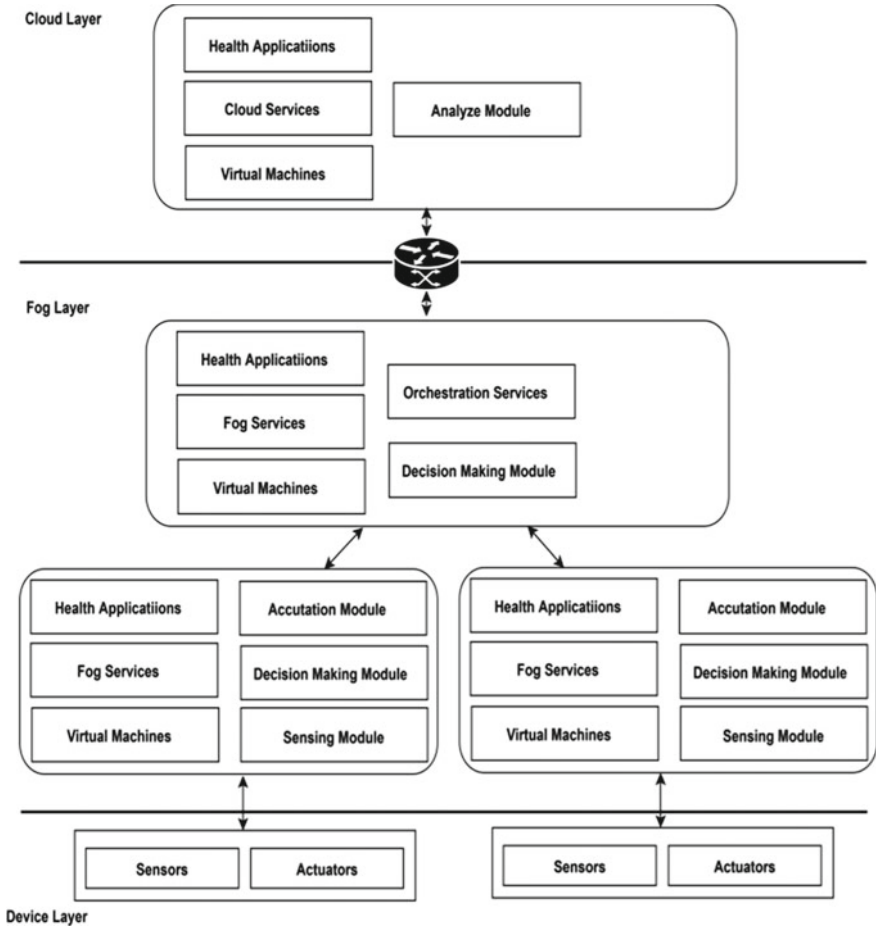 Cloud Layer
Health Applicatiions
Cloud Services
Analyze Module
Virtual Machines
Fog Layer
Health Applicatiions
Orchestration Services
Fog Services
Decision Making Module
Virtual Machines
Health Applicatiions
Accutation Module
Fog Services
Decision Making Module
Virtual Machines
Sensing Module
Health Applicatiions
Accutation Module
Fog Services
Decision Making Module
Virtual Machines
Sensing Module
Sensors
Actuators
Sensors
Actuators
Device Layer